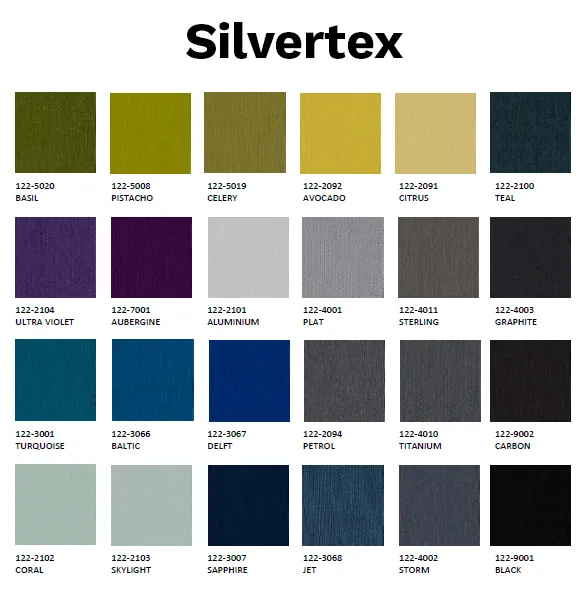 Silvertex
122-5020
BASIL
122-5008
PISTACHO
122-5019
CELERY
122-2092
AVOCADO
122-2091
CITRUS
122-2100
TEAL
122-2104
ULTRA VIOLET
122-7001
AUBERGINE
122-2101
ALUMINIUM
122-4001
PLAT
122-4011
STERLING
122-4003
GRAPHITE
122-3001
TURQUOISE
122-3066
BALTIC
122-3067
DELFT
122-2094
PETROL
122-4010
TITANIUM
122-9002
CARBON
122-2102
CORAL
122-2103
SKYLIGHT
122-3007
SAPPHIRE
122-3068
JET
122-4002
STORM
122-9001
BLACK